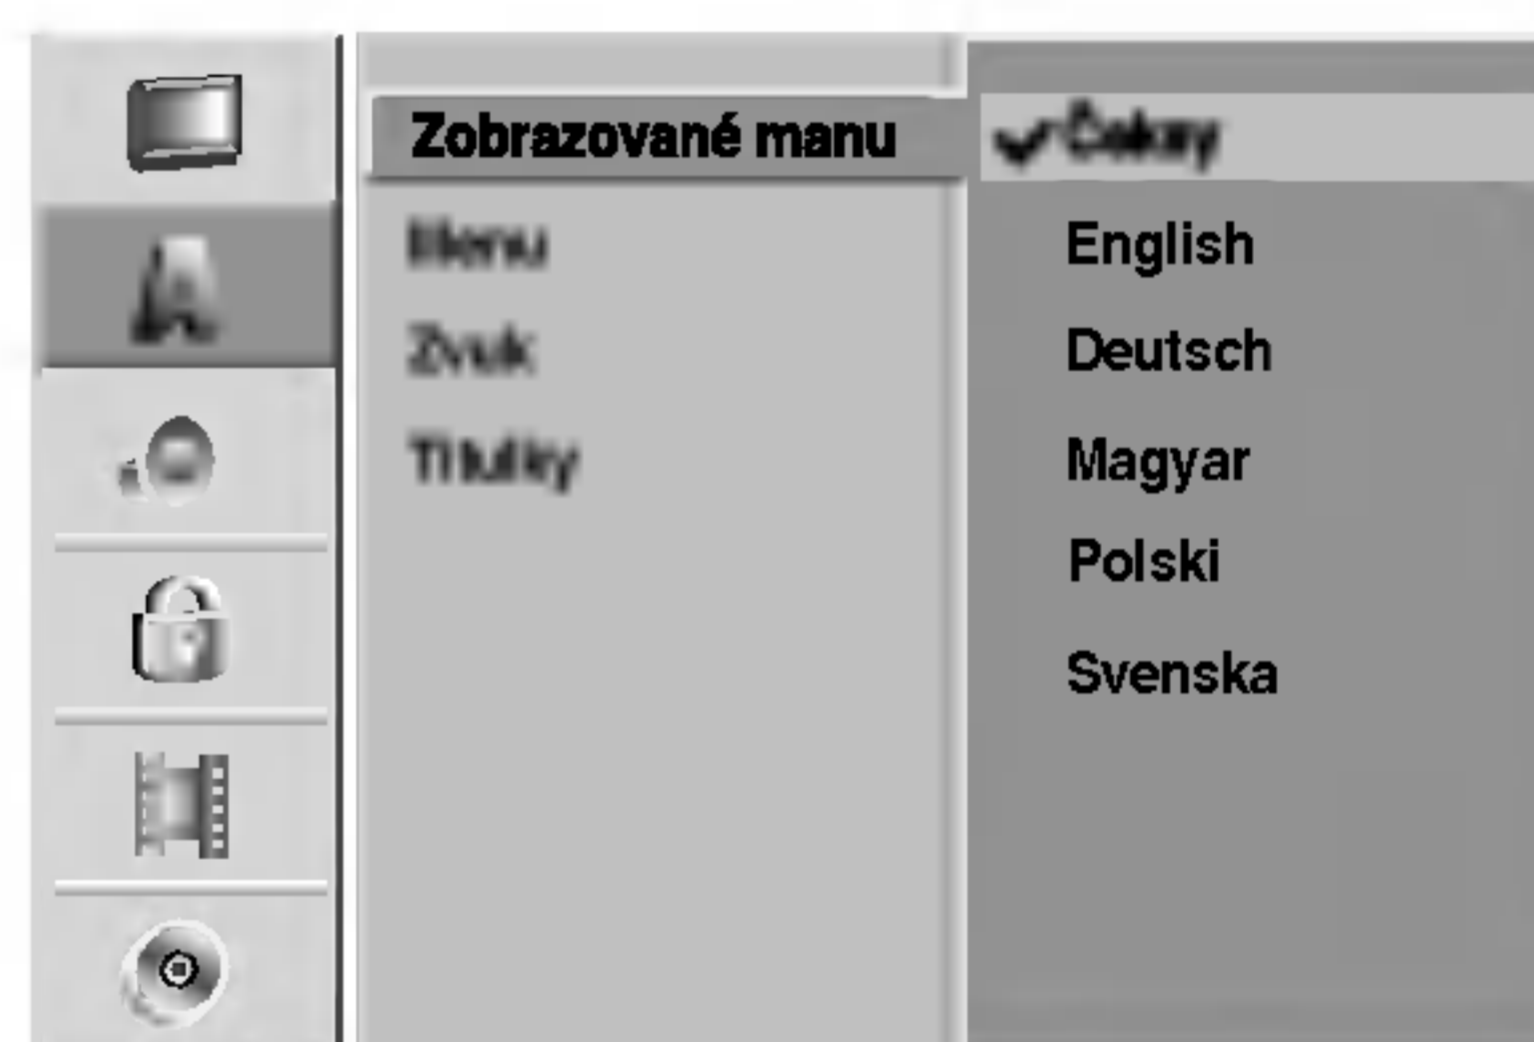 Zobrazované manu
Menu
Zvuk
Titulky
English
Deutsch
Magyar
Polski
Svenska